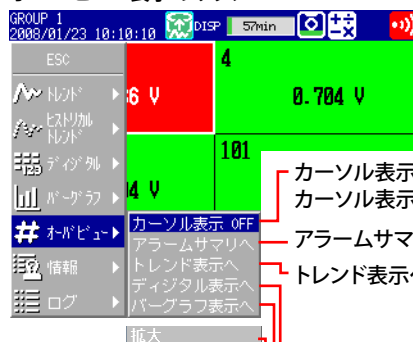 GROUP 1
2008/01/23 10:10:10 DISP 57min
ESC
トレンド
ヒストリカル
トレンド
ディジタル
バーグラフ
オーバビュー
情報
ログ
6 V
4
0.704 V
4 V
101
カーソル表示 OFF
アラームサマリへ
トレンド表示へ
ディジタル表示へ
バーグラフ表示へ
拡大
カーソル表示
カーソル表示
アラームサマ
トレンド表示へ